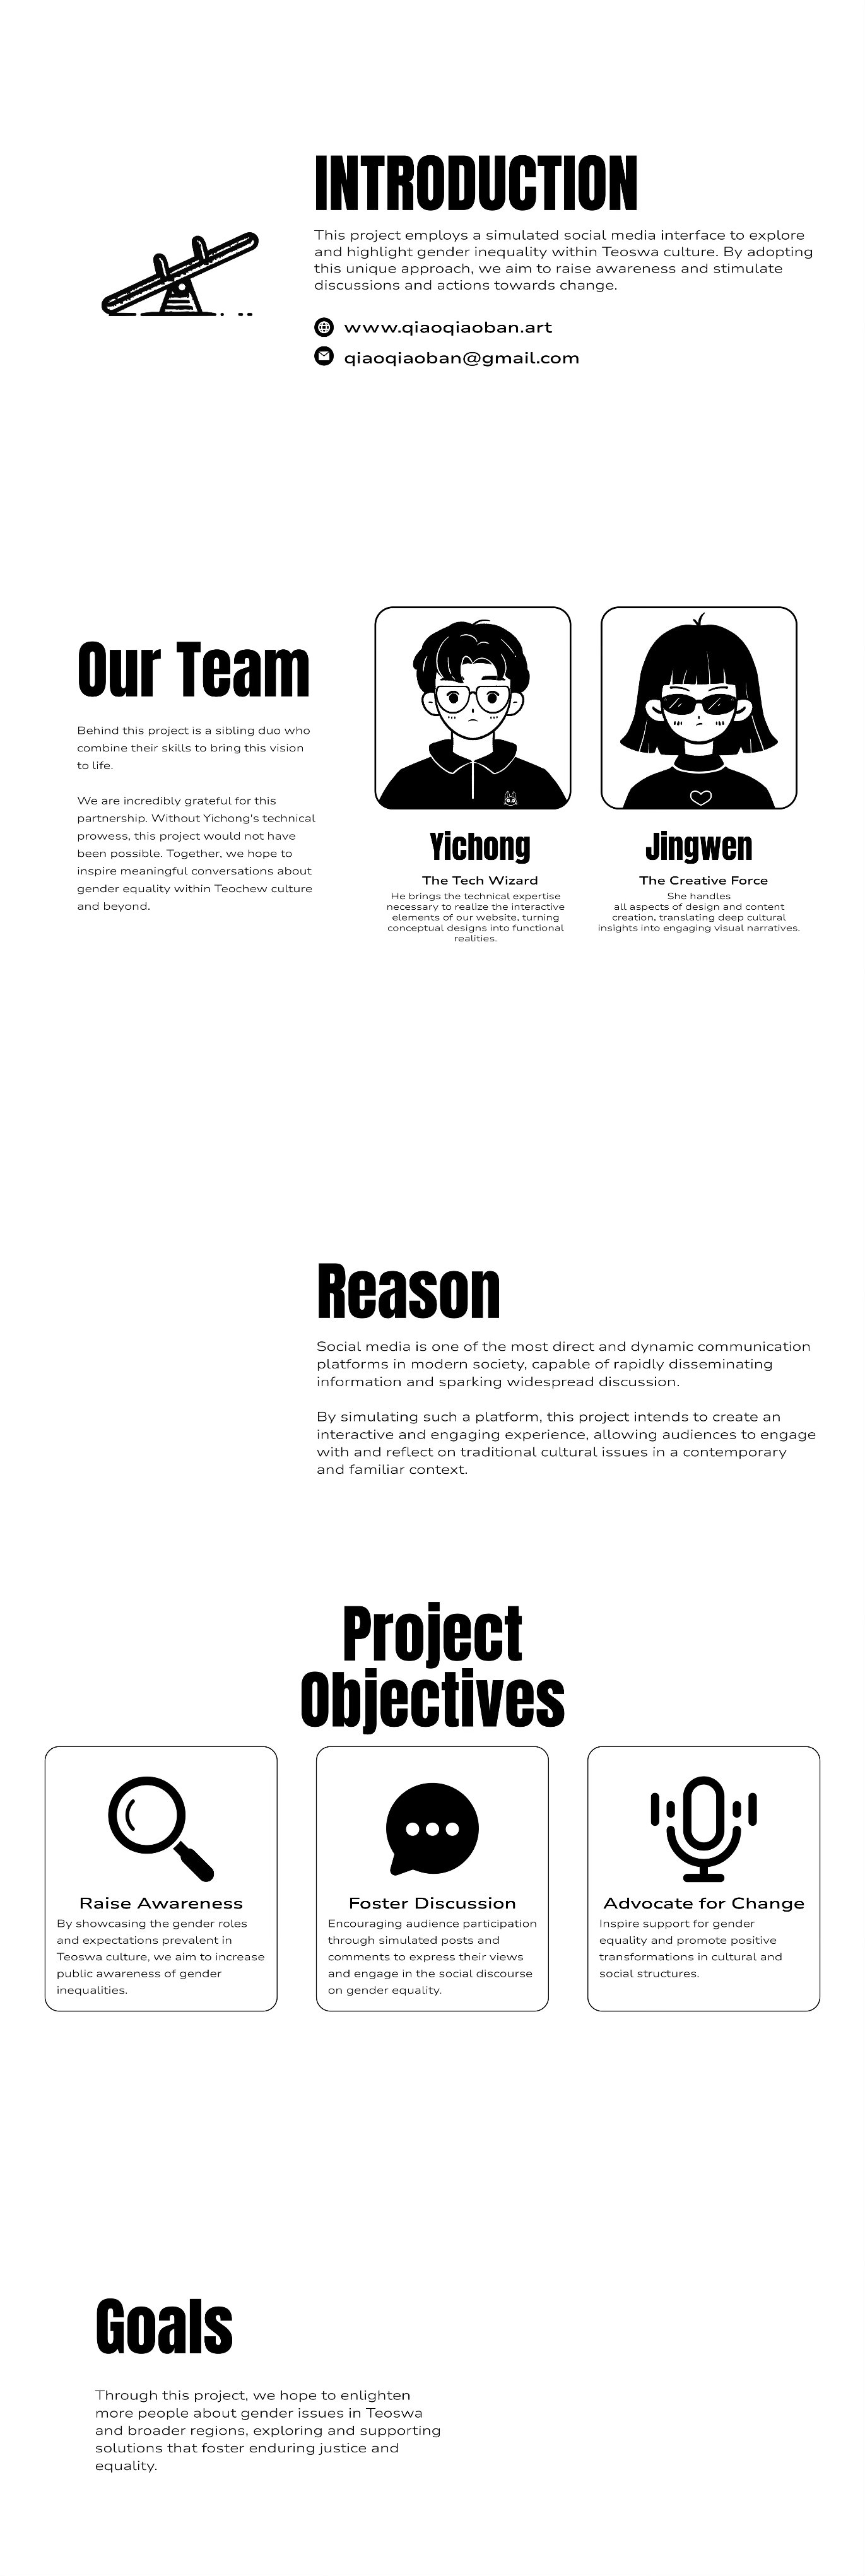 INTRODUCTION
This project employs a simulated social media interface to explore
and highlight gender inequality within Teoswa culture. By adopting
this unique approach, we aim to raise awareness and stimulate
discussions and actions towards change.
www.qiaoqiaoban.art
qiaoqiaoban@gmail.com
Our Team
Behind this project is a sibling duo who
combine their skills to bring this vision
to life.
We are incredibly grateful for this
partnership. Without Yichong's technical
prowess, this project would not have
been possible. Together, we hope to
inspire meaningful conversations about
gender equality within Teochew culture
and beyond.
Yichong
The Tech Wizard
He brings the technical expertise
necessary to realize the interactive
elements of our website, turning
conceptual designs into functional
realities.
Jingwen
The Creative Force
She handles
all aspects of design and content
creation, translating deep cultural
insights into engaging visual narratives.
Reason
Social media is one of the most direct and dynamic communication
platforms in modern society, capable of rapidly disseminating
information and sparking widespread discussion.
By simulating such a platform, this project intends to create an
interactive and engaging experience, allowing audiences to engage
with and reflect on traditional cultural issues in a contemporary
and familiar context.
Project
Objectives
Raise Awareness
By showcasing the gender roles
and expectations prevalent in
Teoswa culture, we aim to increase
public awareness of gender
inequalities.
Foster Discussion
Encouraging audience participation
through simulated posts and
comments to express their views
and engage in the social discourse
on gender equality.
Advocate for Change
Inspire support for gender
equality and promote positive
transformations in cultural and
social structures.
Goals
Through this project, we hope to enlighten
more people about gender issues in Teoswa
and broader regions, exploring and supporting
solutions that foster enduring justice and
equality.